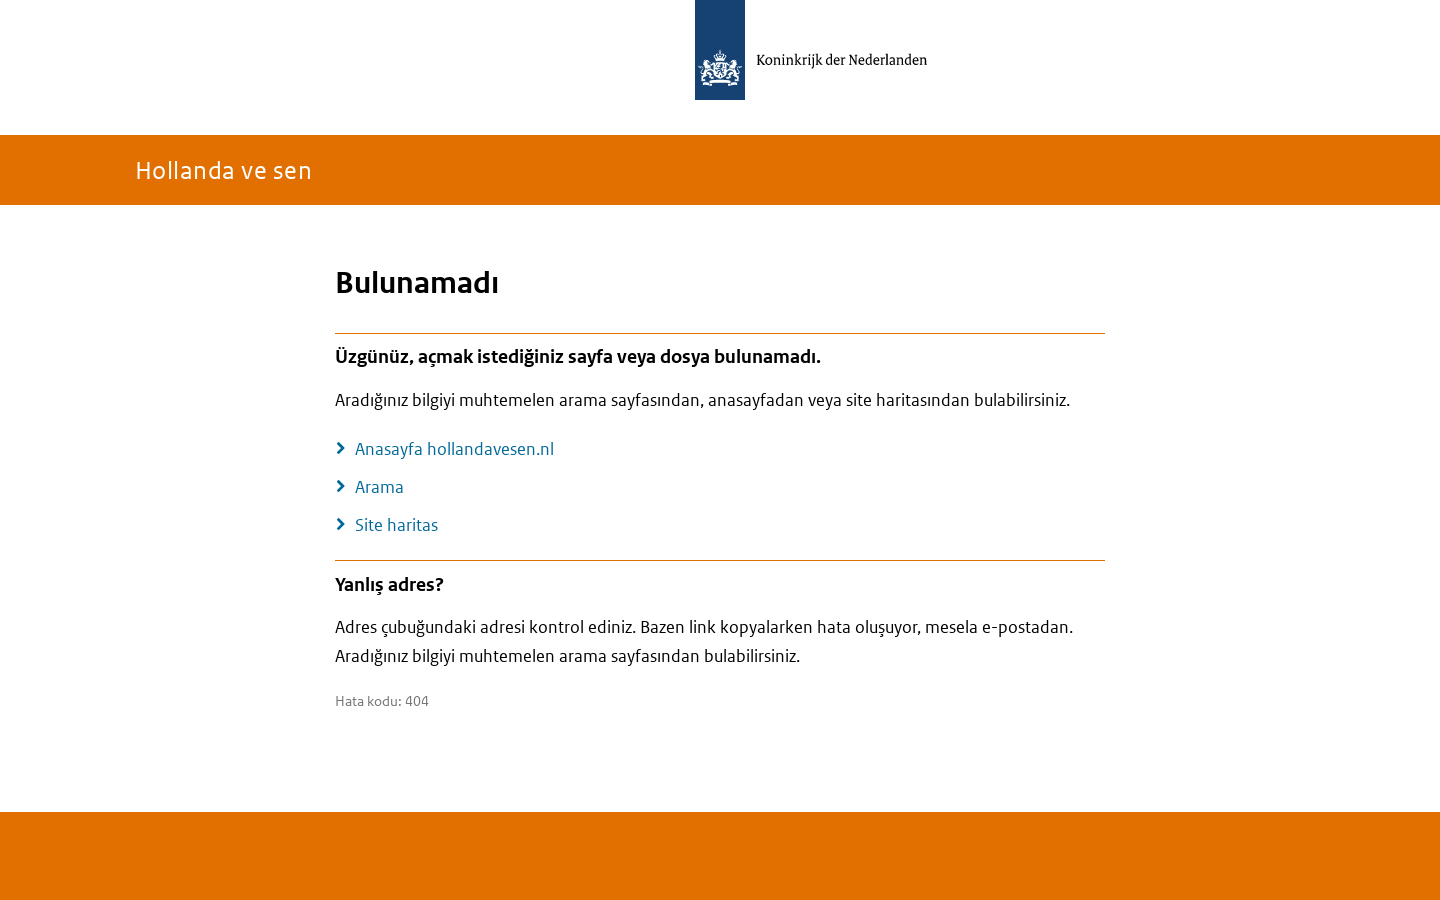 Koninkrijk der Nederlanden
Hollanda ve sen
Bulunamadı
Üzgünüz, açmak istediğiniz sayfa veya dosya bulunamadı.
Aradığınız bilgiyi muhtemelen arama sayfasından, anasayfadan veya site haritasından bulabilirsiniz.
Anasayfa hollandavesen.nl
Arama
Site haritas
Yanlış adres?
Adres çubuğundaki adresi kontrol ediniz. Bazen link kopyalarken hata oluşuyor, mesela e-postadan.
Aradığınız bilgiyi muhtemelen arama sayfasından bulabilirsiniz.
Hata kodu: 404